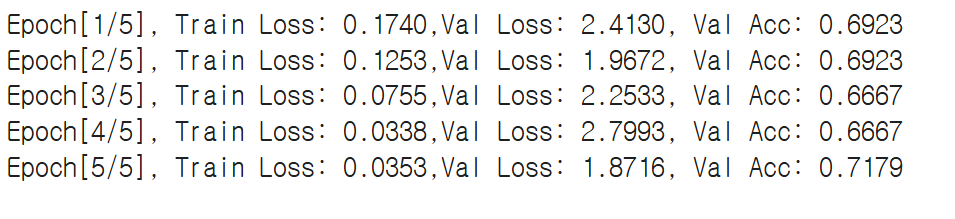 Epoch[1/5], Train Loss: 0.1740,Val Loss: 2.4130, Val Acc: 0.6923
Epoch[2/5], Train Loss: 0.1253,Val Loss: 1.9672, Val Acc: 0.6923
Epoch[3/5], Train Loss: 0.0755,Val Loss: 2.2533, Val Acc: 0.6667
Epoch[4/5], Train Loss: 0.0338,Val Loss: 2.7993, Val Acc: 0.6667
Epoch[5/5], Train Loss: 0.0353,Val Loss: 1.8716, Val Acc: 0.7179